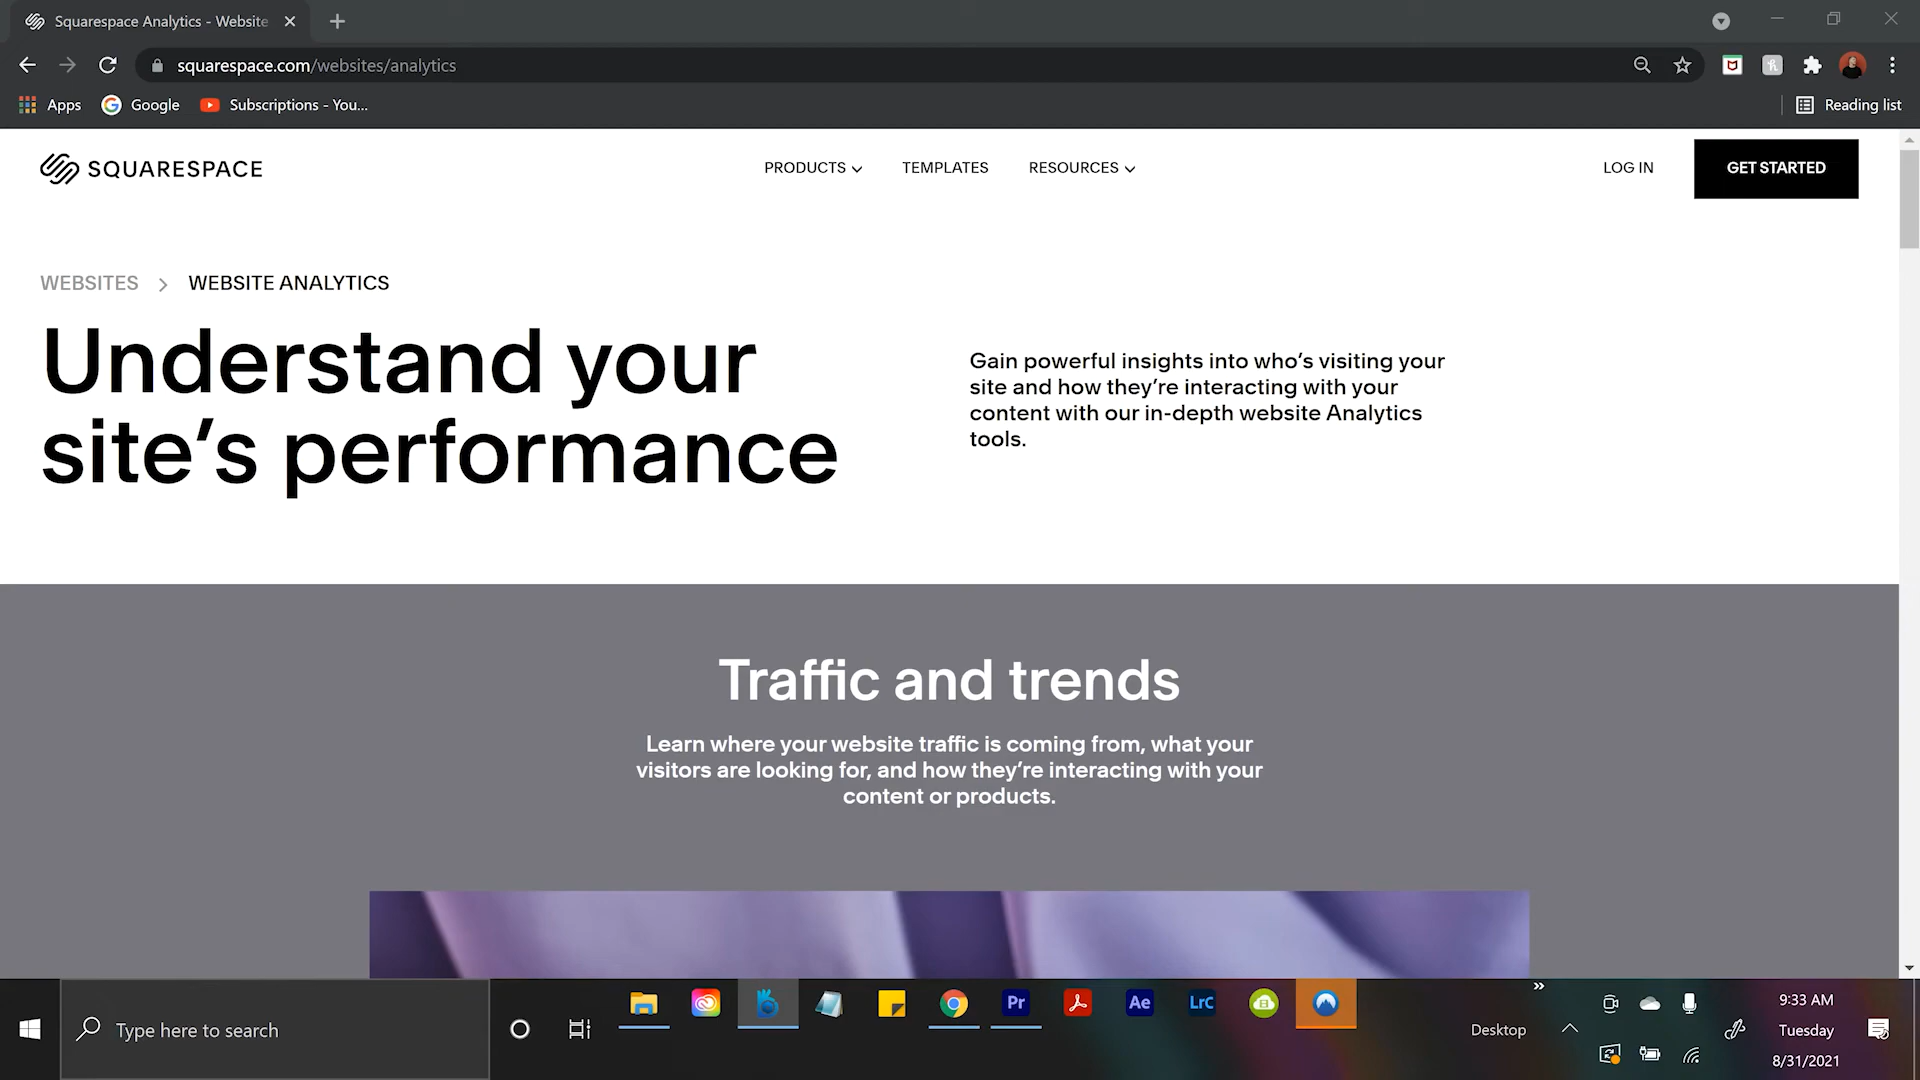 Squarespace Analytics - Website
squarespace.com/websites/analytics
Apps
Google
Subscriptions - You...
Reading list
SQUARESPACE
PRODUCTS
TEMPLATES
RESOURCES
LOG IN
GET STARTED
WEBSITES > WEBSITE ANALYTICS
Understand your
site’s performance
Gain powerful insights into who’s visiting your
site and how they’re interacting with your
content with our in-depth website Analytics
tools.
Traffic and trends
Learn where your website traffic is coming from, what your
visitors are looking for, and how they’re interacting with your
content or products.
Type here to search
Pr
Ae
LrC
Desktop
9:33 AM
Tuesday
8/31/2021